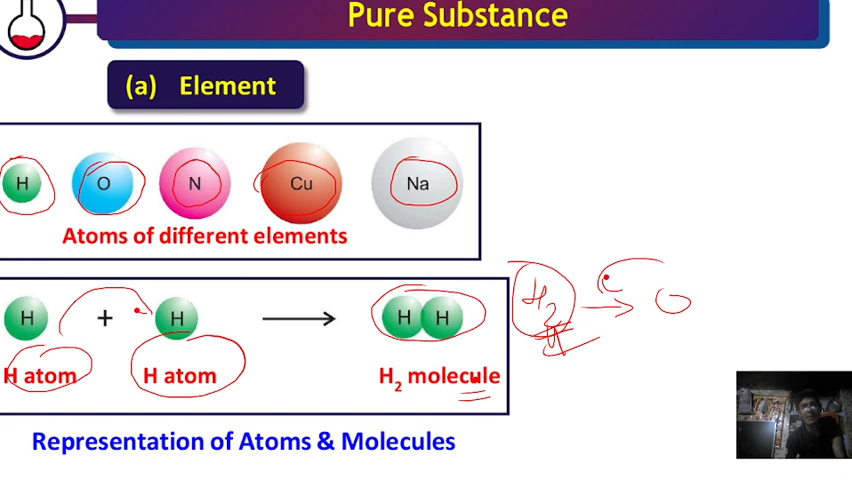 Pure Substance
(a) Element
H O N Cu Na
Atoms of different elements
H + H → H H
H atom H atom H2 molecule
H2 →
Representation of Atoms & Molecules